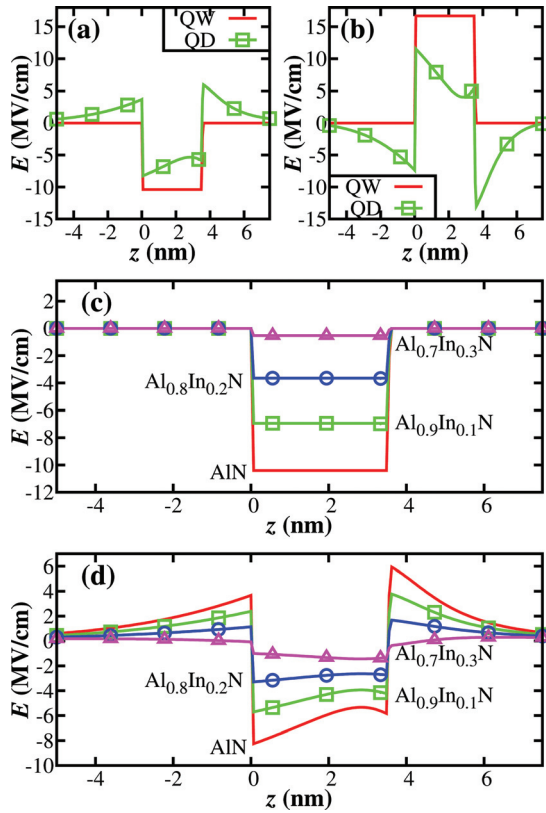 (a)
QW
QD
E (MV/cm)
15
10
5
0
-5
-10
15
-4 -2 0 2 4 6
z (nm)
(b)
QW
QD
E (MV/cm)
15
10
5
0
-5
-10
15
-4 -2 0 2 4 6
z (nm)
(c)
E (MV/cm)
2
0
-2
-4
-6
-8
-10
-12
Al0.7In0.3N
Al0.8In0.2N
Al0.9In0.1N
AlN
-4 -2 0 2 4 6
z (nm)
(d)
E (MV/cm)
6
4
2
0
-2
-4
-6
-8
-10
Al0.7In0.3N
Al0.8In0.2N
Al0.9In0.1N
AlN
-4 -2 0 2 4 6
z (nm)